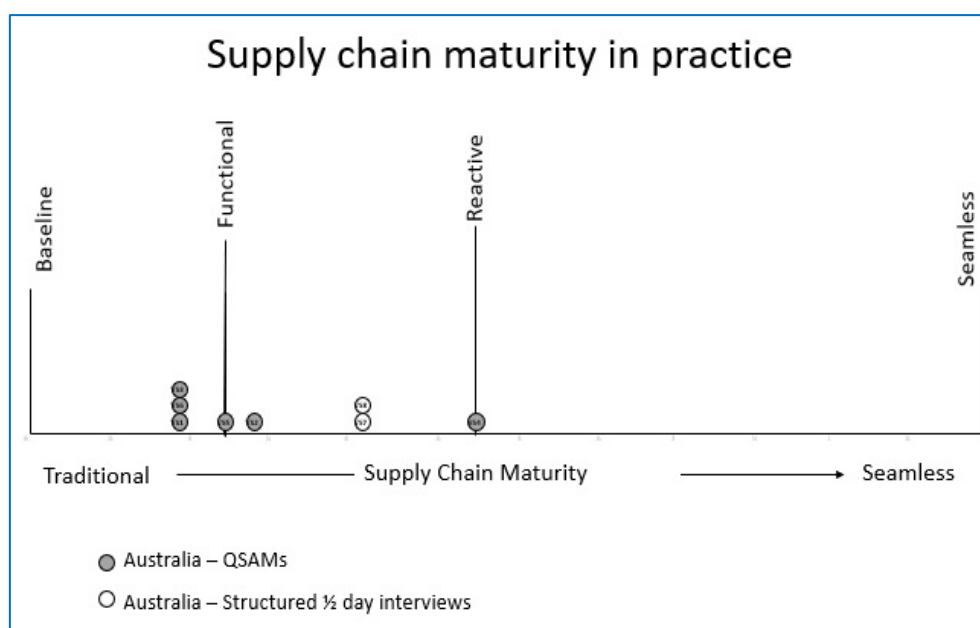 Supply chain maturity in practice
Baseline
Functional
Reactive
Seamless
Traditional
Supply Chain Maturity
Seamless
Australia – QSAMs
Australia – Structured ½ day interviews